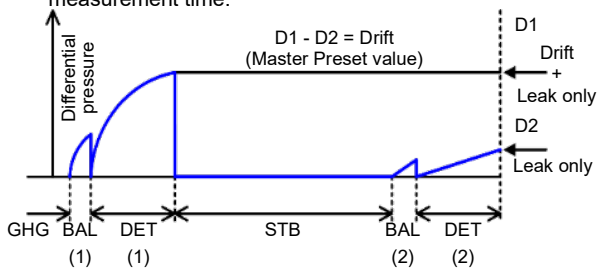 measurement time.
Differential
pressure
D1 - D2 = Drift
(Master Preset value)
D1
Drift
+
Leak only
D2
Leak only
GHG BAL DET STB BAL DET
(1) (1) (2) (2)